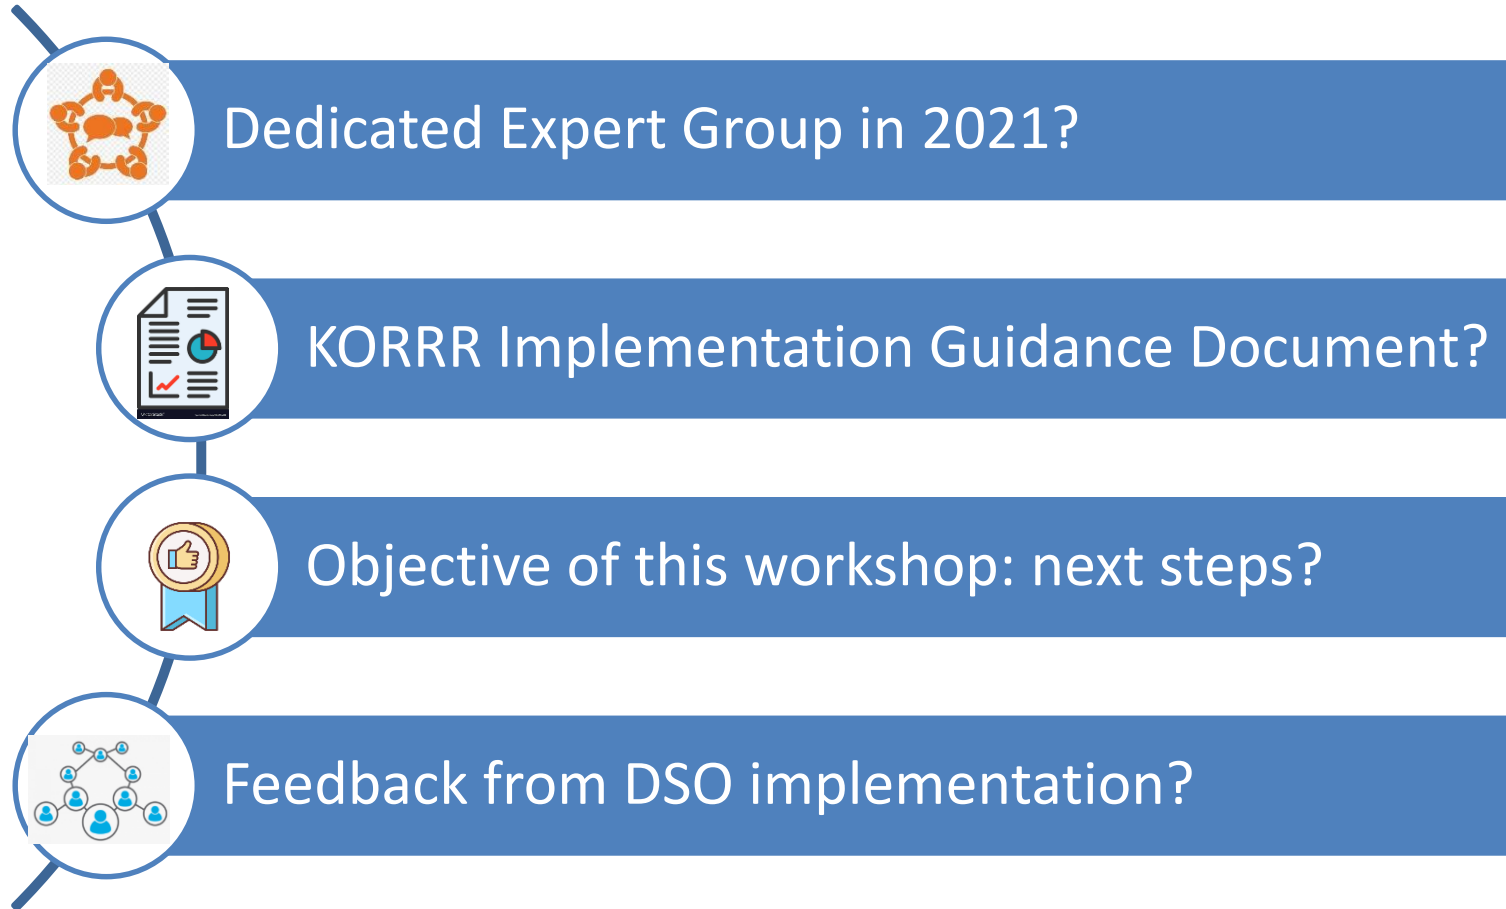 Dedicated Expert Group in 2021?
KORRR Implementation Guidance Document?
Objective of this workshop: next steps?
Feedback from DSO implementation?